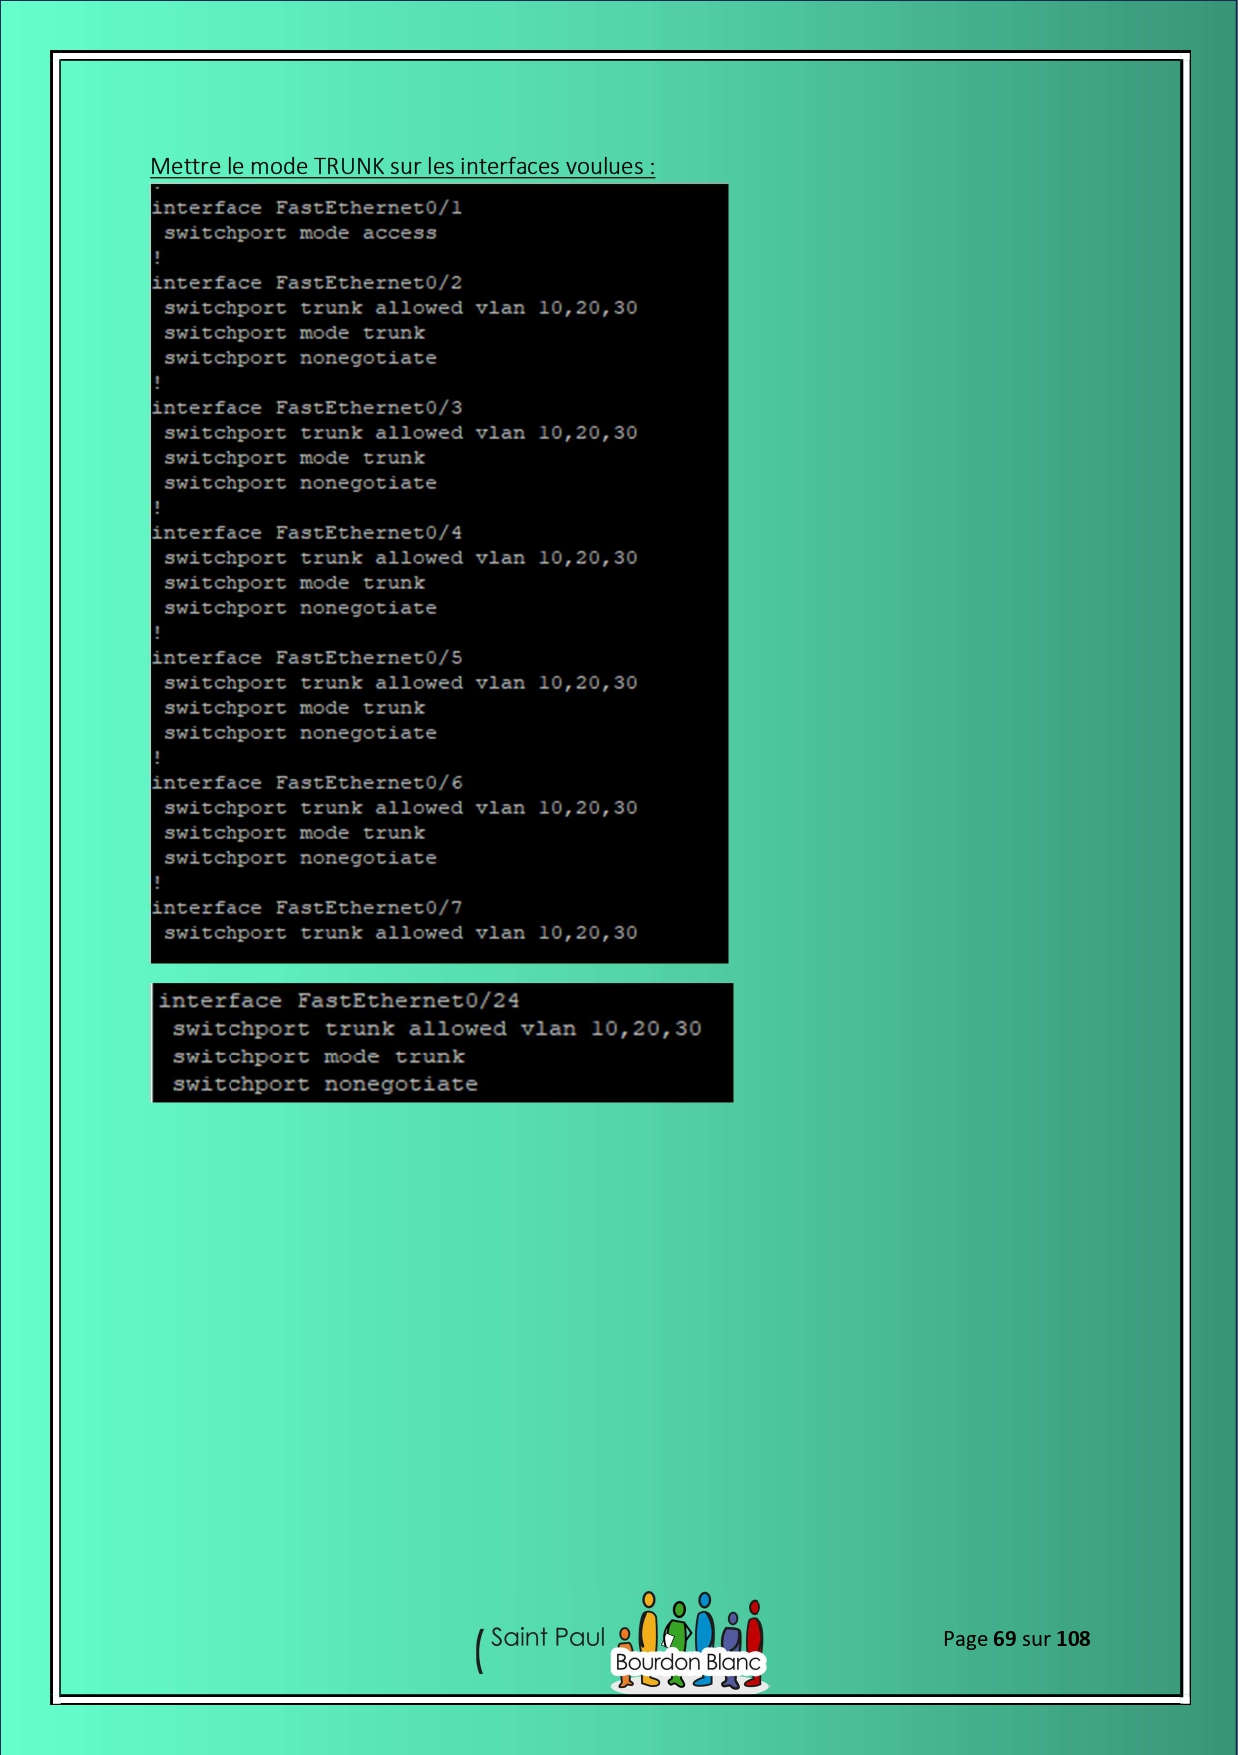 Mettre le mode TRUNK sur les interfaces voulues :
interface FastEthernet0/1
switchport mode access
!
interface FastEthernet0/2
switchport trunk allowed vlan 10,20,30
switchport mode trunk
switchport nonegotiate
!
interface FastEthernet0/3
switchport trunk allowed vlan 10,20,30
switchport mode trunk
switchport nonegotiate
!
interface FastEthernet0/4
switchport trunk allowed vlan 10,20,30
switchport mode trunk
switchport nonegotiate
!
interface FastEthernet0/5
switchport trunk allowed vlan 10,20,30
switchport mode trunk
switchport nonegotiate
!
interface FastEthernet0/6
switchport trunk allowed vlan 10,20,30
switchport mode trunk
switchport nonegotiate
!
interface FastEthernet0/7
switchport trunk allowed vlan 10,20,30
interface FastEthernet0/24
switchport trunk allowed vlan 10,20,30
switchport mode trunk
switchport nonegotiate
Saint Paul
Bourdon Blanc
Page 69 sur 108